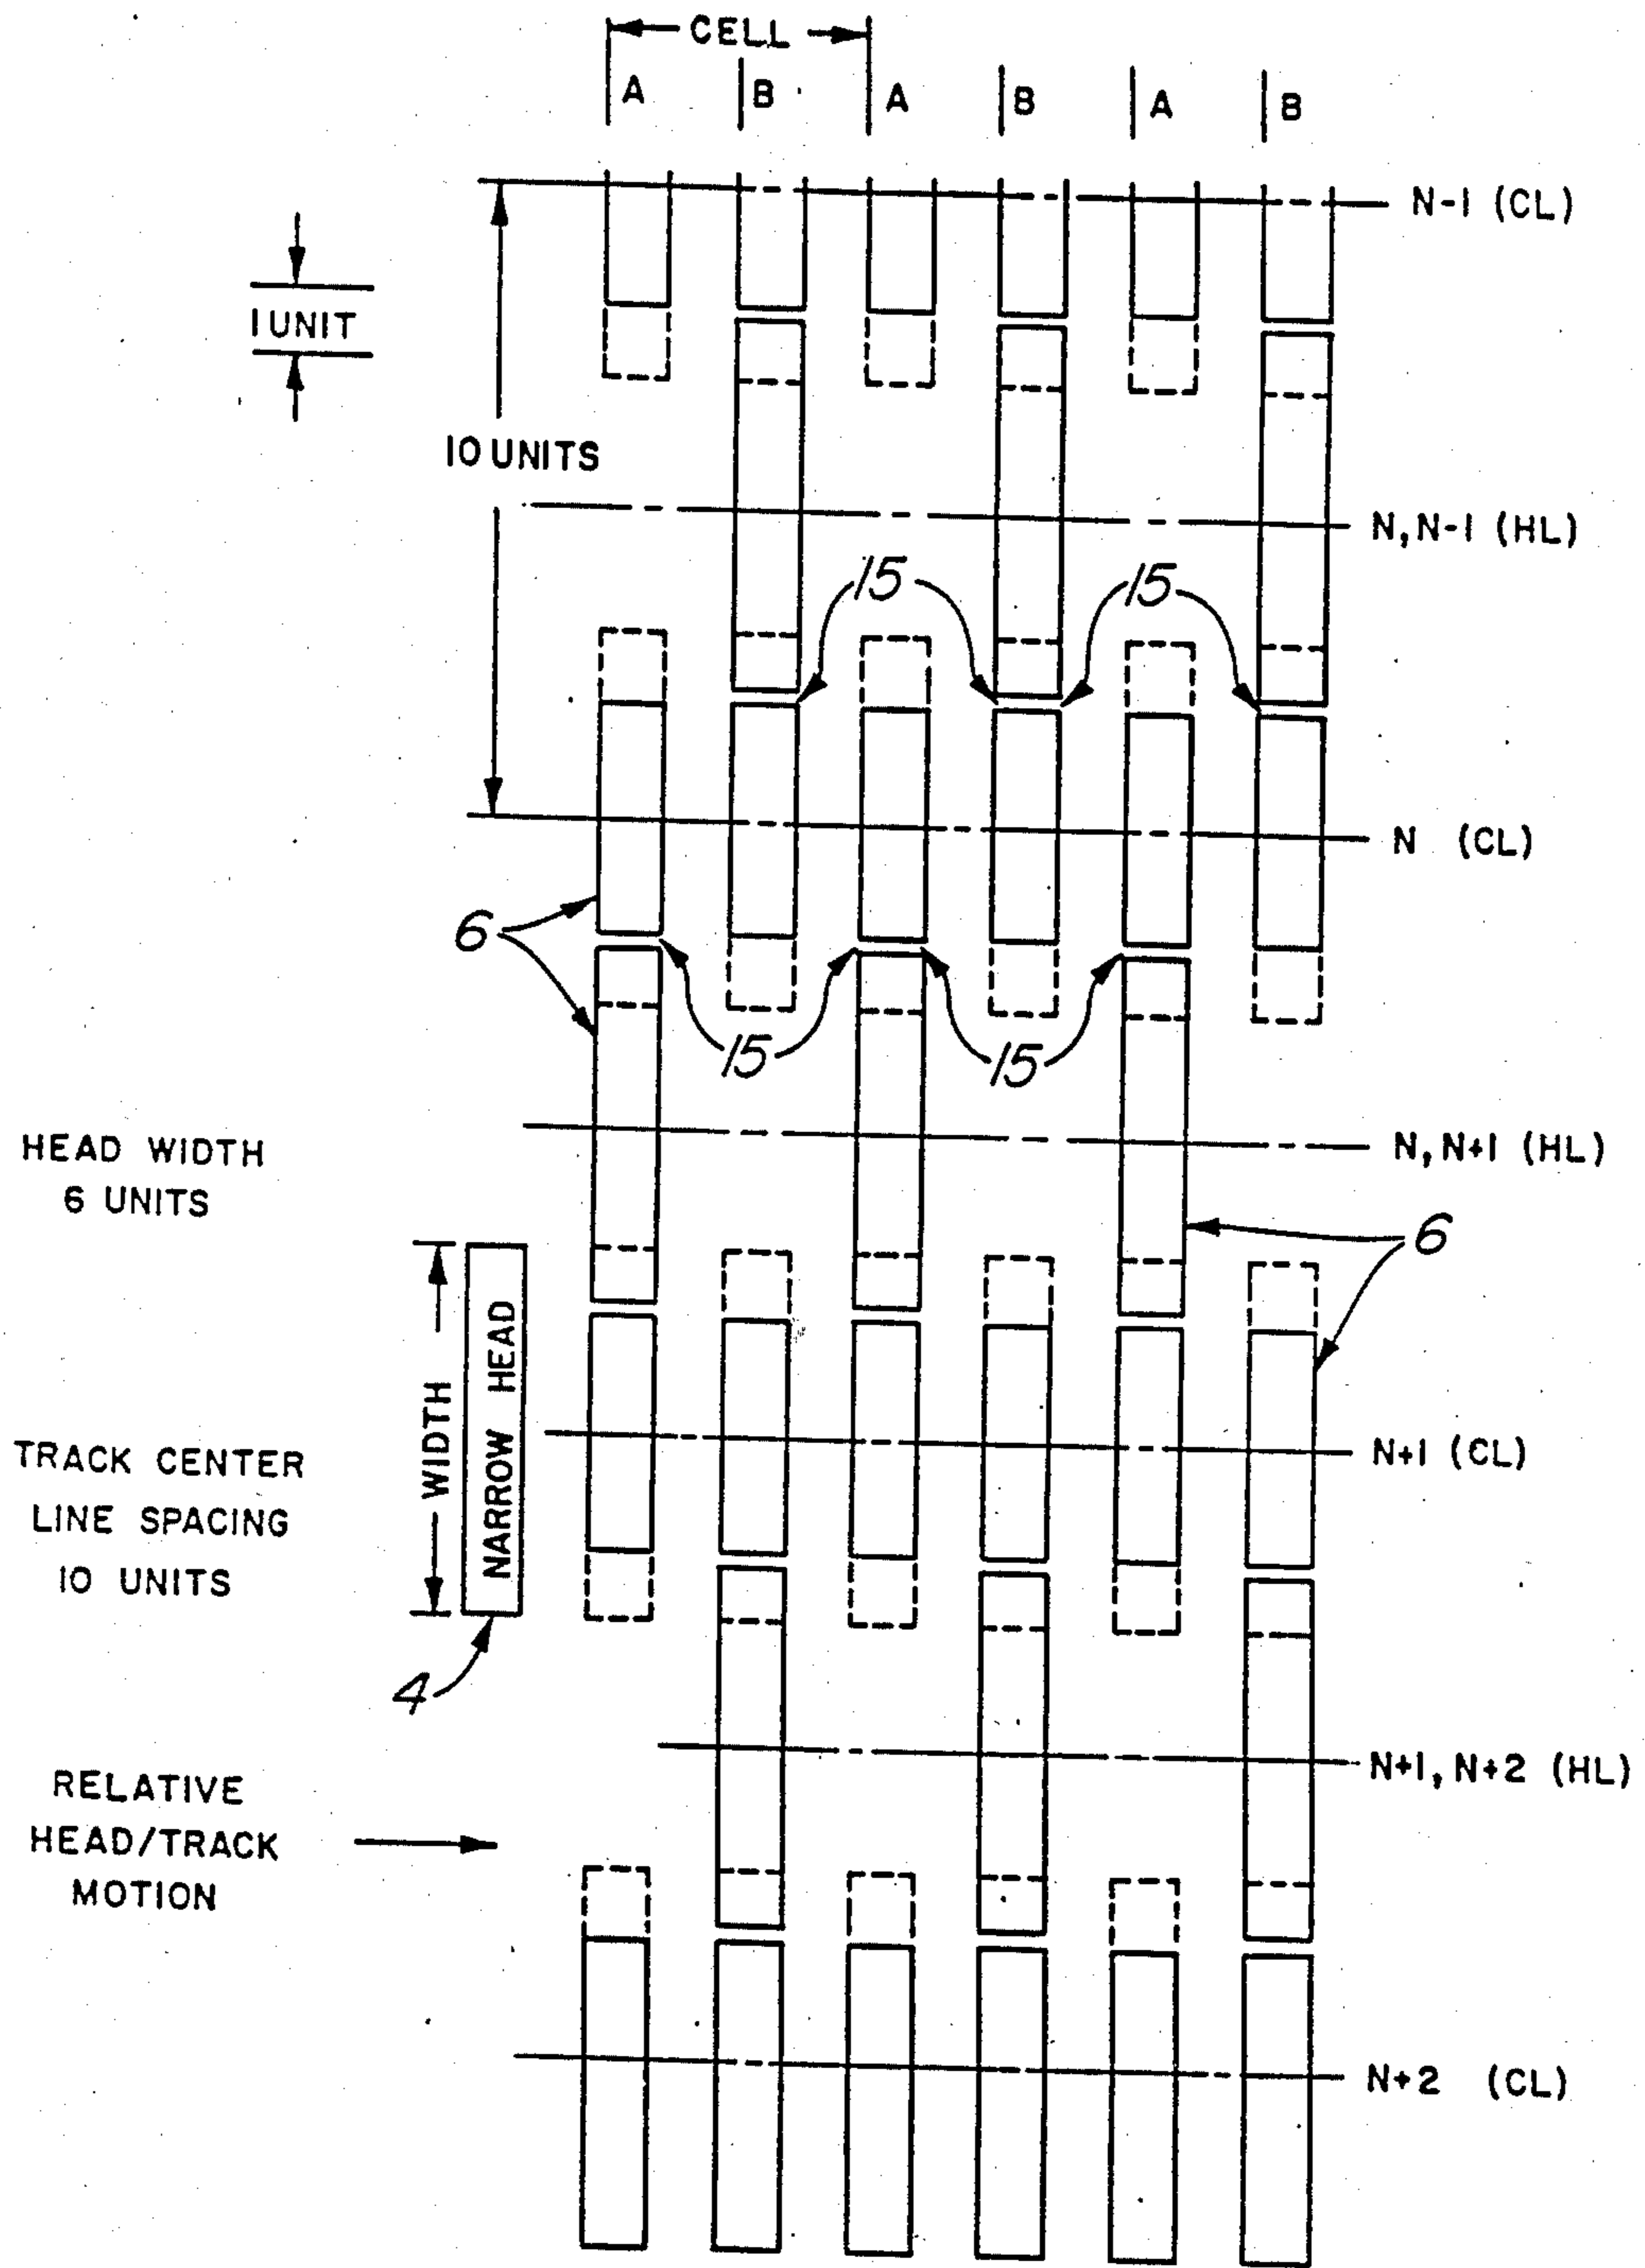 CELL
A B A B A B
N-1 (CL)
1 UNIT
10 UNITS
N, N-1 (HL)
15 15
N (CL)
6
15 15
N, N+1 (HL)
HEAD WIDTH
6 UNITS
6
WIDTH
NARROW HEAD
N+1 (CL)
TRACK CENTER
LINE SPACING
10 UNITS
4
N+1, N+2 (HL)
RELATIVE
HEAD/TRACK
MOTION
N+2 (CL)